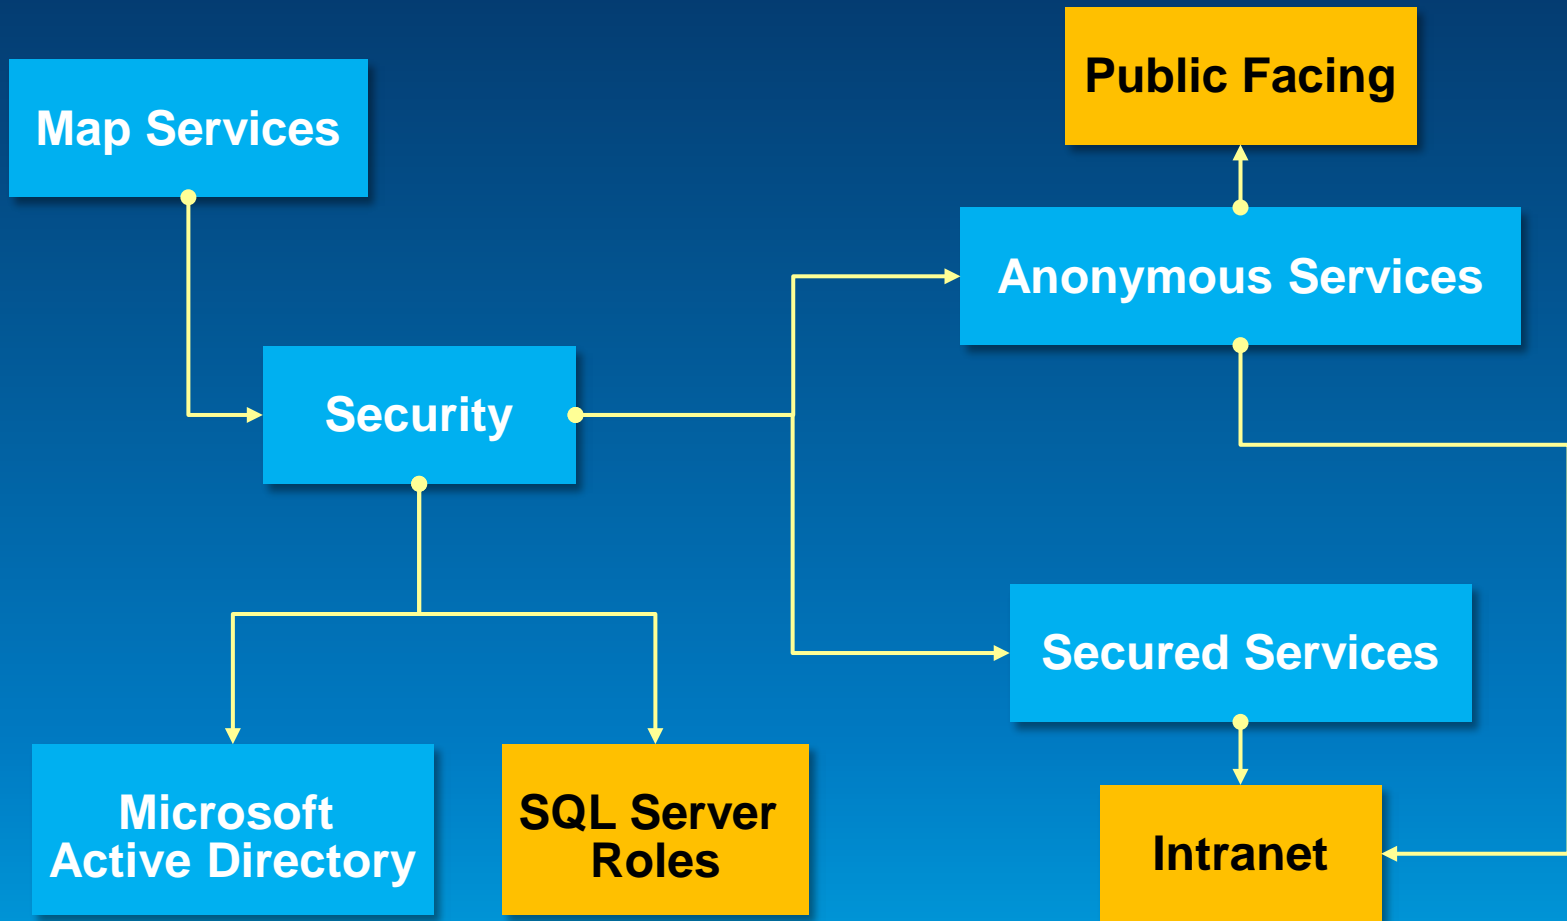 Public Facing
Map Services
Anonymous Services
Security
Secured Services
Microsoft
Active Directory
SQL Server
Roles
Intranet